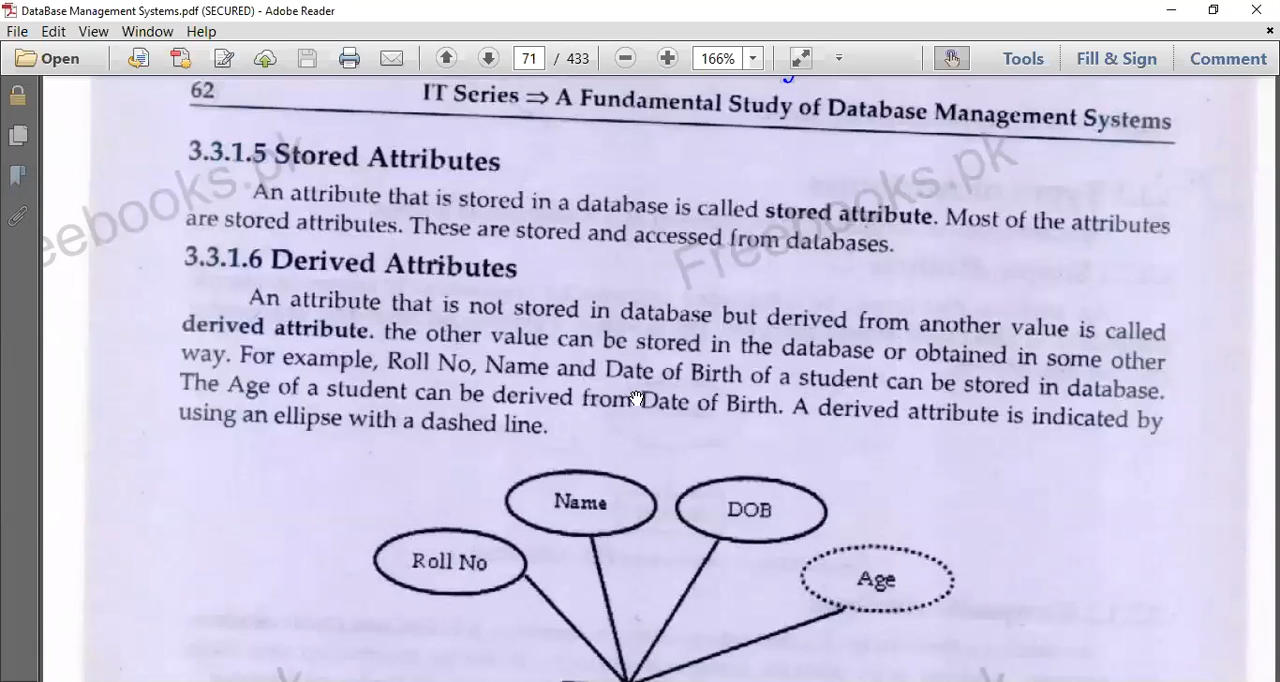 DataBase Management Systems.pdf (SECURED) - Adobe Reader
File Edit View Window Help
Open 71 / 433 166% Tools Fill & Sign Comment
62 IT Series ⇒ A Fundamental Study of Database Management Systems
3.3.1.5 Stored Attributes
An attribute that is stored in a database is called stored attribute. Most of the attributes
are stored attributes. These are stored and accessed from databases.
3.3.1.6 Derived Attributes
An attribute that is not stored in database but derived from another value is called
derived attribute. the other value can be stored in the database or obtained in some other
way. For example, Roll No, Name and Date of Birth of a student can be stored in database.
The Age of a student can be derived from Date of Birth. A derived attribute is indicated by
using an ellipse with a dashed line.
Name
DOB
Roll No
Age
eebooks.pk
Freebooks.pk